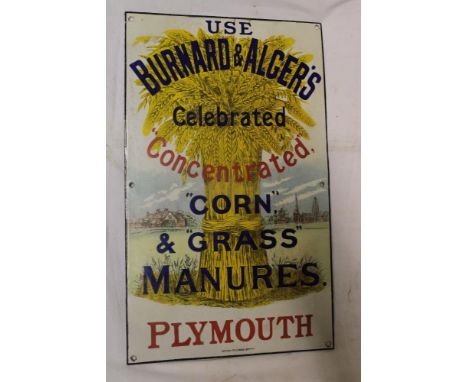 USE
BURNARD & ALGER'S
Celebrated
"Concentrated",
"CORN",
& "GRASS"
MANURES.
PLYMOUTH